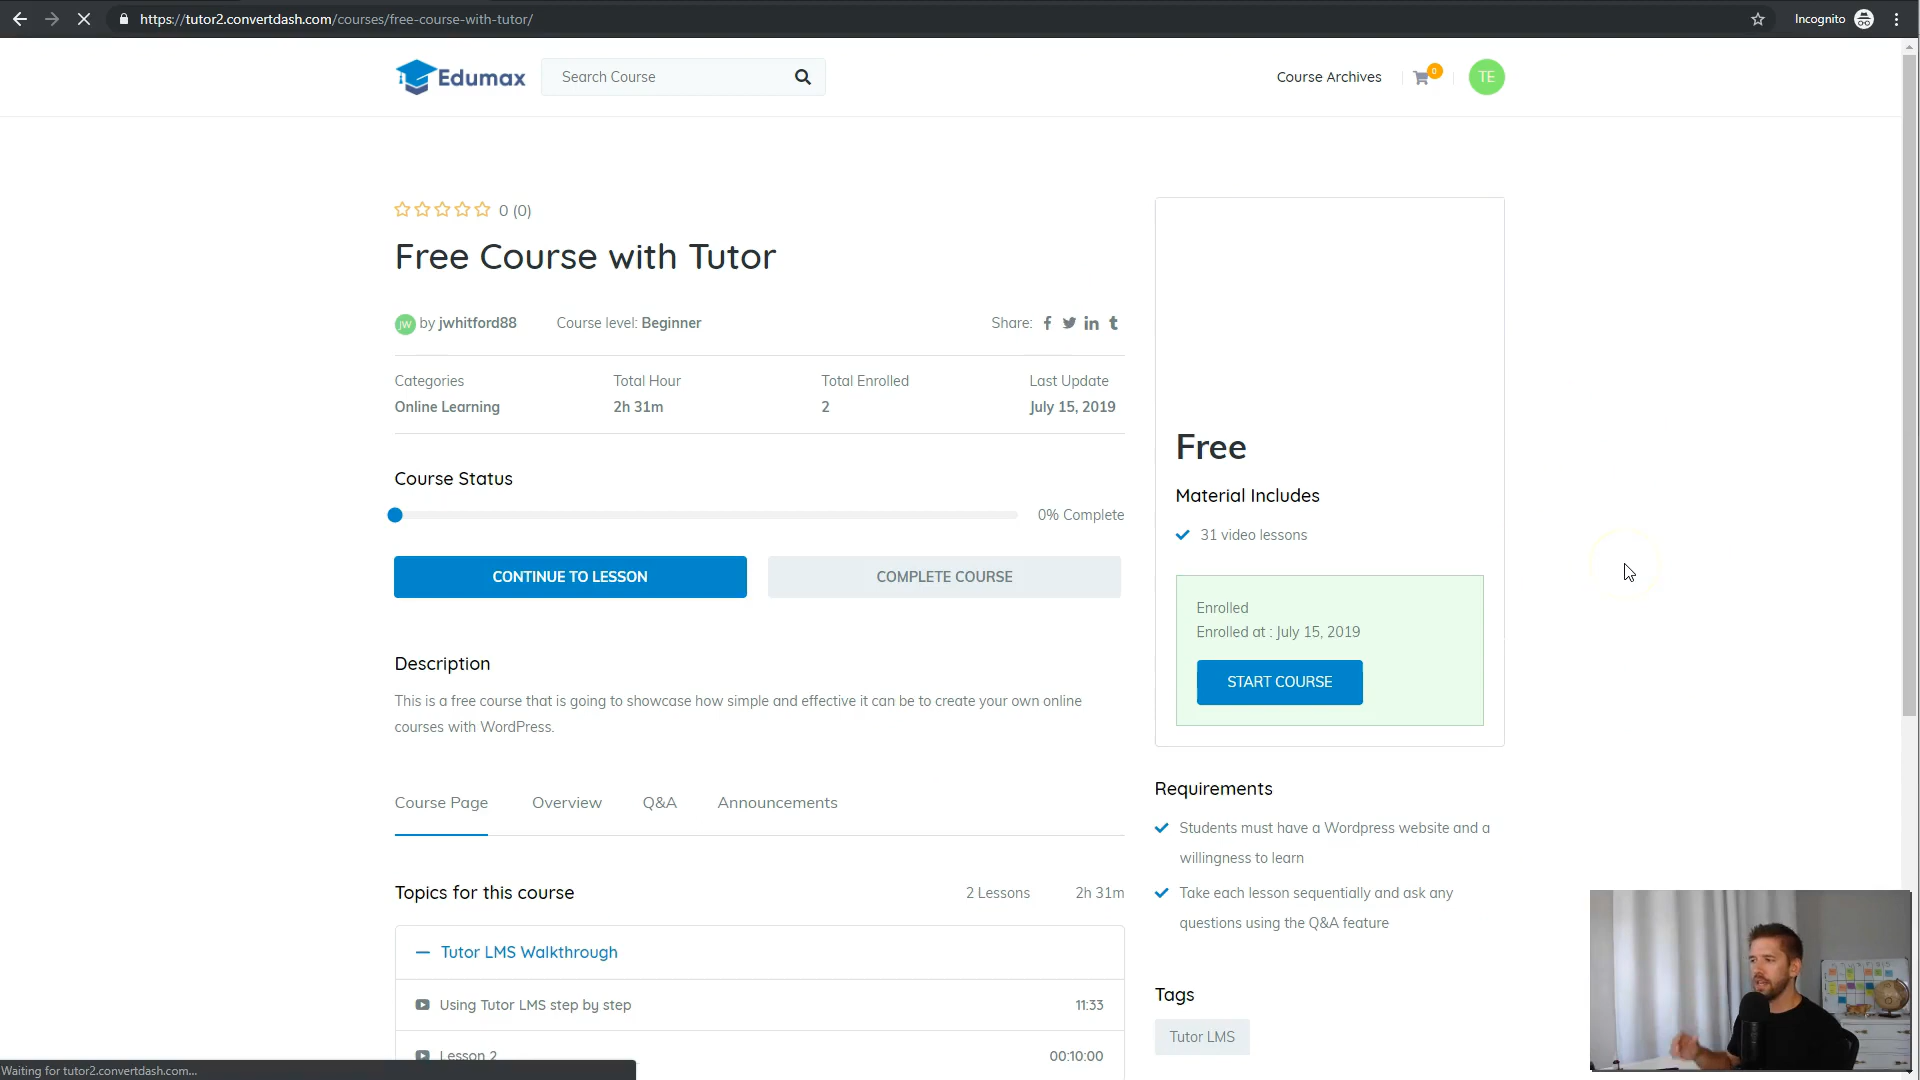 https://tutor2.convertdash.com/courses/free-course-with-tutor/
Incognito
Edumax
Search Course
Course Archives
0
TE
0 (0)
Free Course with Tutor
JW by jwhitford88
Course level: Beginner
Share:
Categories
Total Hour
Total Enrolled
Last Update
Online Learning
2h 31m
2
July 15, 2019
Course Status
0% Complete
CONTINUE TO LESSON
COMPLETE COURSE
Description
This is a free course that is going to showcase how simple and effective it can be to create your own online
courses with WordPress.
Course Page
Overview
Q&A
Announcements
Topics for this course
2 Lessons
2h 31m
Tutor LMS Walkthrough
Using Tutor LMS step by step
11:33
Lesson 2
00:10:00
Free
Material Includes
31 video lessons
Enrolled
Enrolled at : July 15, 2019
START COURSE
Requirements
Students must have a Wordpress website and a
willingness to learn
Take each lesson sequentially and ask any
questions using the Q&A feature
Tags
Tutor LMS
Waiting for tutor2.convertdash.com...